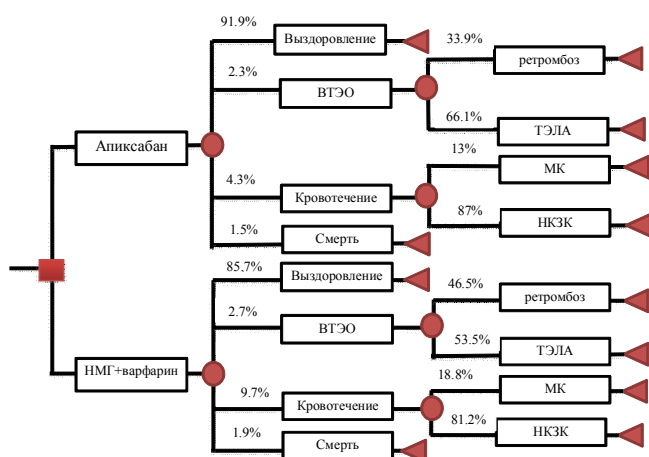 91.9%
Выздоровление
33.9%
ретромбоз
2.3%
ВТЭО
66.1%
ТЭЛА
Апиксабан
13%
МК
4.3%
Кровотечение
87%
НКЗК
1.5%
Смерть
85.7%
Выздоровление
46.5%
ретромбоз
2.7%
ВТЭО
53.5%
ТЭЛА
НМГ+варфарин
18.8%
МК
9.7%
Кровотечение
81.2%
НКЗК
1.9%
Смерть